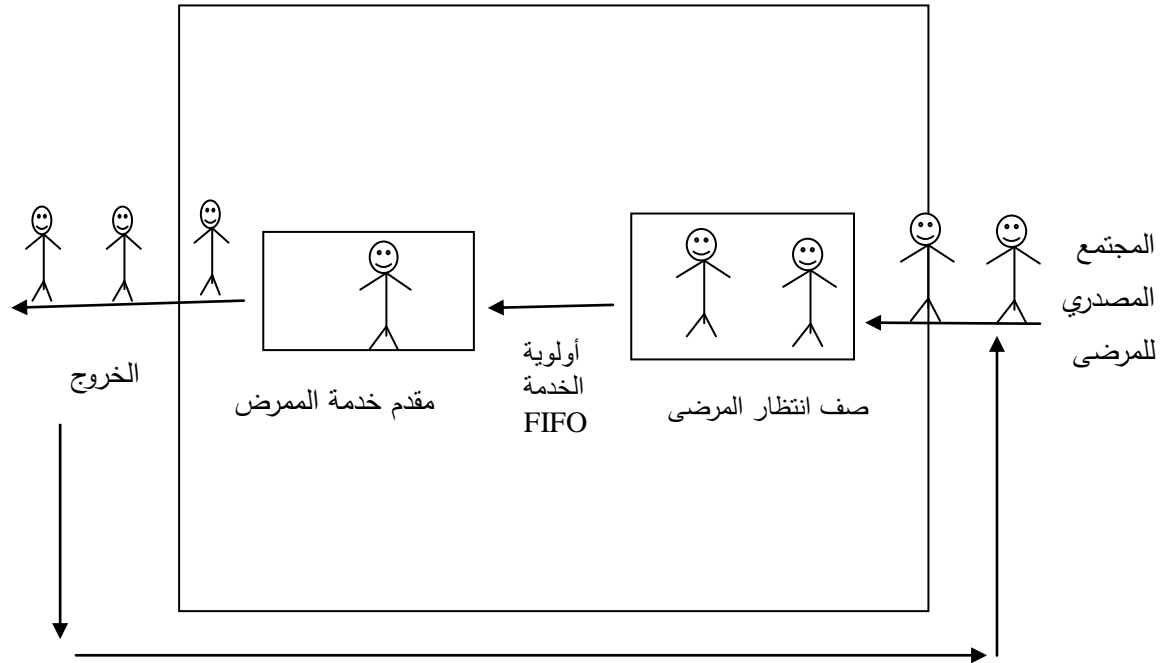 المجتمع
المصدري
للمرضى
صف انتظار المرضى
أولوية
الخدمة
FIFO
مقدم خدمة الممرض
الخروج